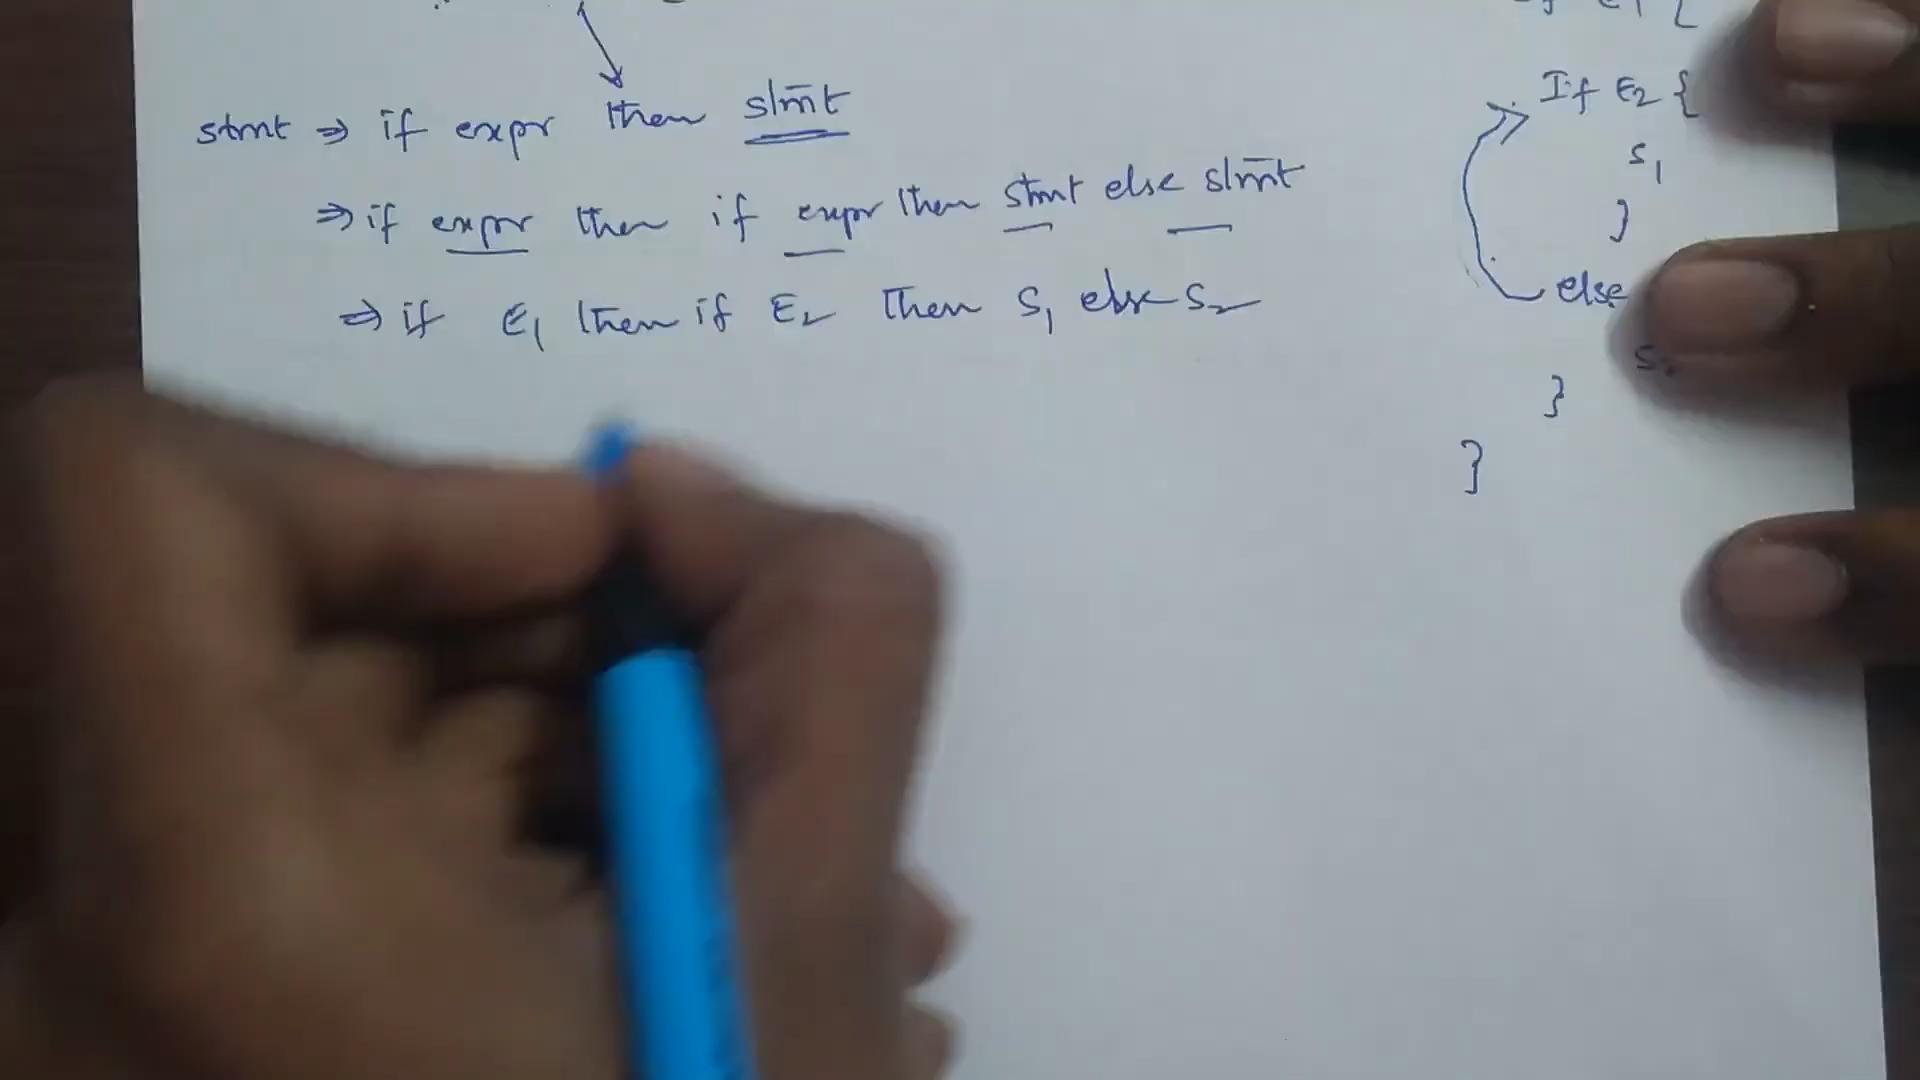 stmt ⇒ if expr then stmt
⇒ if expr then if expr then stmt else stmt
⇒ if E1 then if E2 then S1 else S2
If E2 {
S1
}
else
}
}